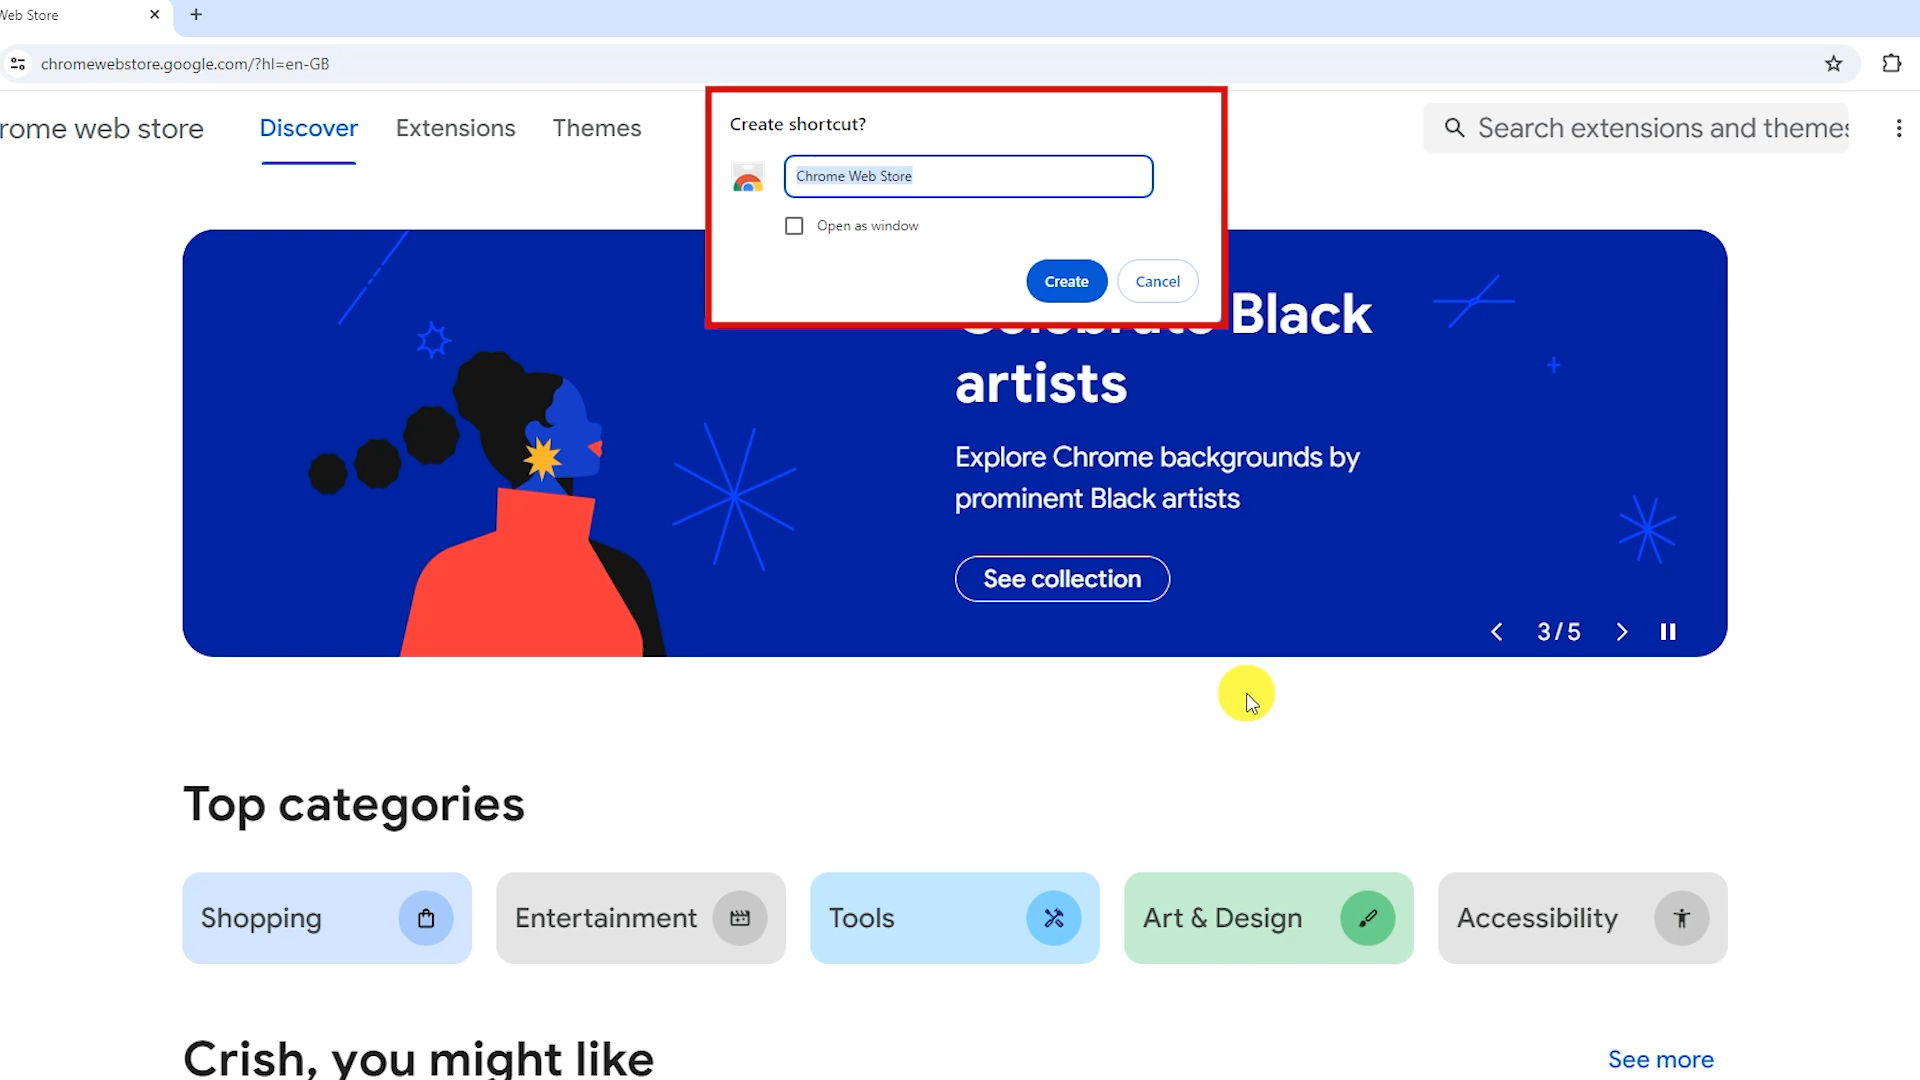 Web Store
chromewebstore.google.com/?hl=en-GB
rome web store
Discover
Extensions
Themes
Search extensions and themes
Create shortcut?
Chrome Web Store
Open as window
Create
Cancel
Celebrate Black
artists
Explore Chrome backgrounds by
prominent Black artists
See collection
3/5
Top categories
Shopping
Entertainment
Tools
Art & Design
Accessibility
Crish, you might like
See more